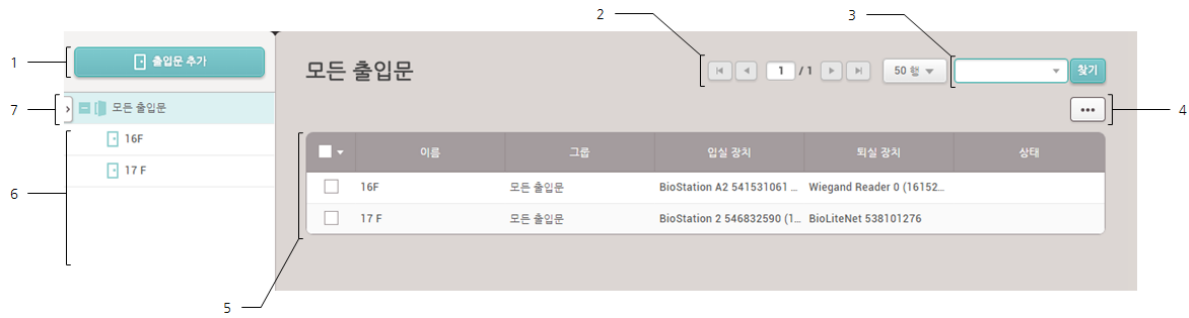 2
3
1
출입문 추가
모든 출입문
1
/ 1
50 행
찾기
7
모든 출입문
4
16F
이름
그룹
입실 장치
퇴실 장치
상태
17 F
16F
모든 출입문
BioStation A2 541531061 ...
Wiegand Reader 0 (16152...
6
17 F
모든 출입문
BioStation 2 546832590 (1...
BioLiteNet 538101276
5